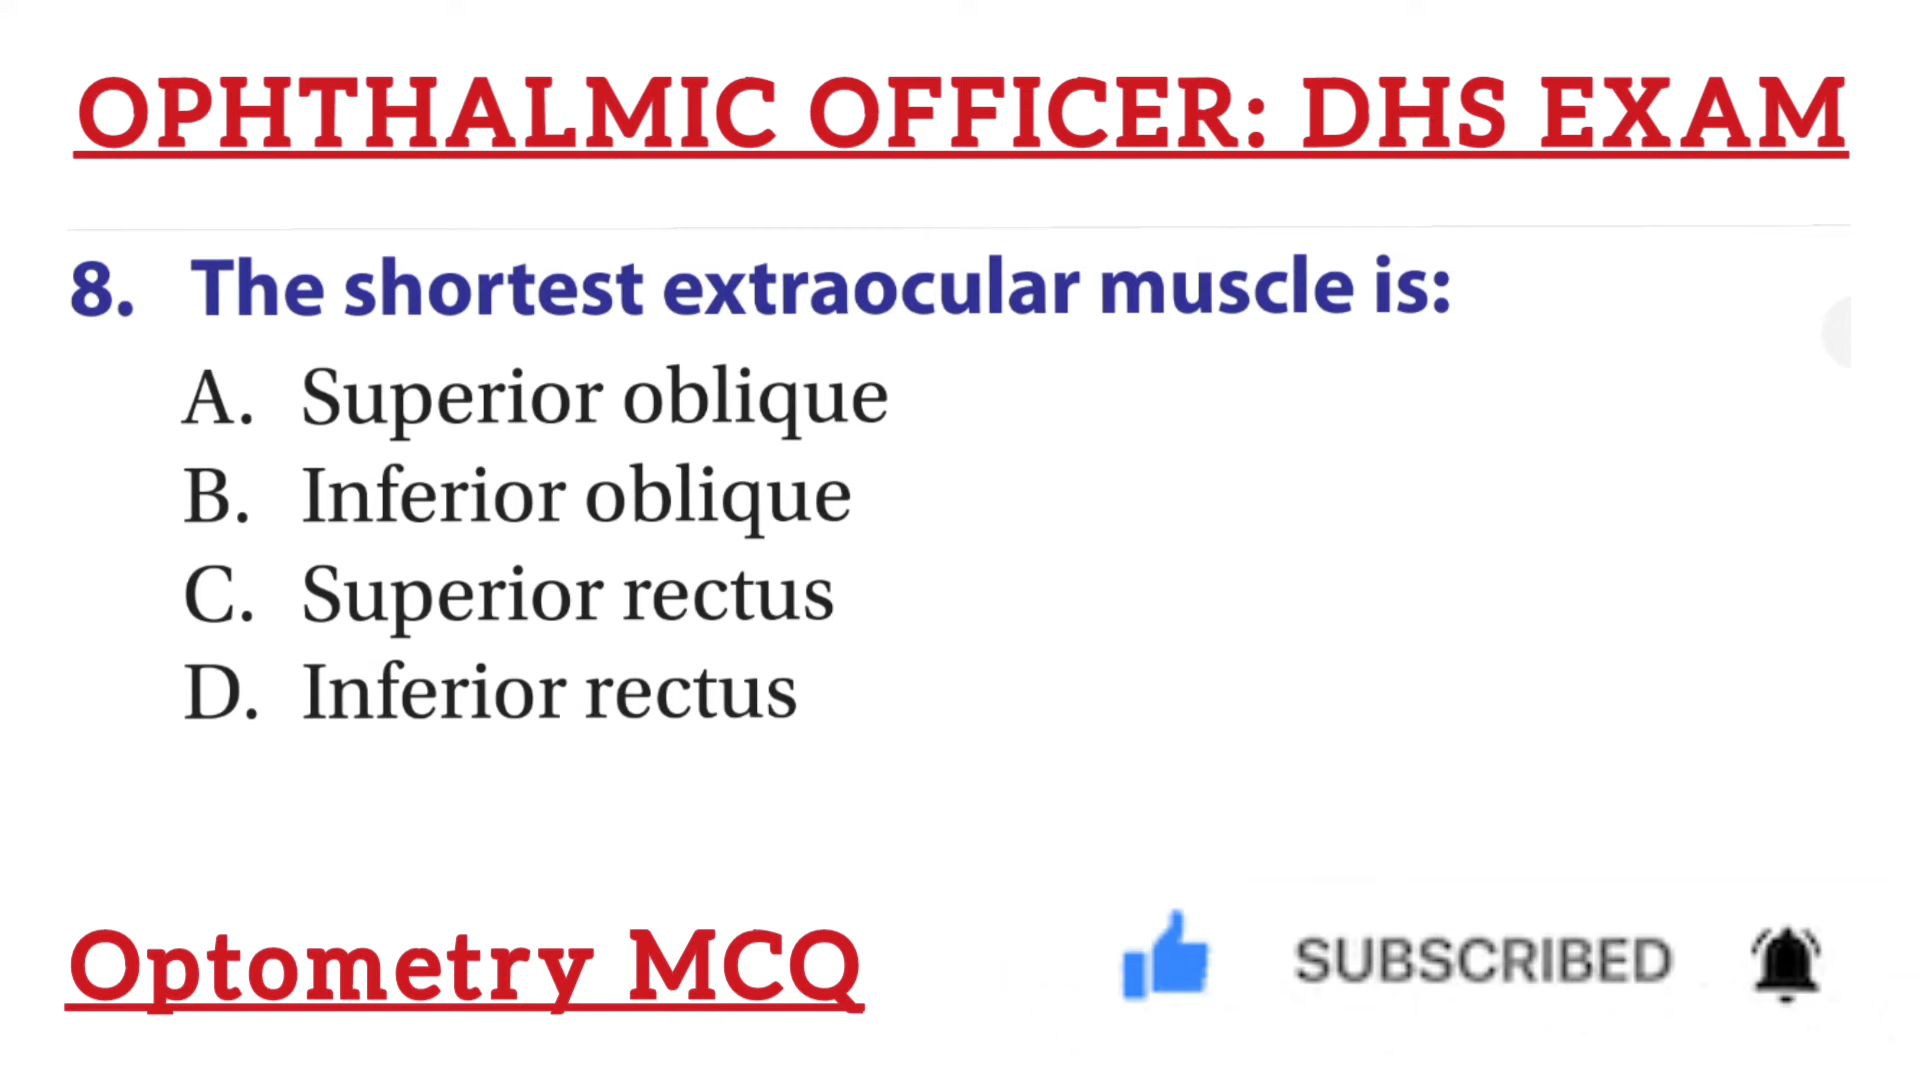 OPHTHALMIC OFFICER: DHS EXAM
8. The shortest extraocular muscle is:
A. Superior oblique
B. Inferior oblique
C. Superior rectus
D. Inferior rectus
Optometry MCQ
SUBSCRIBED